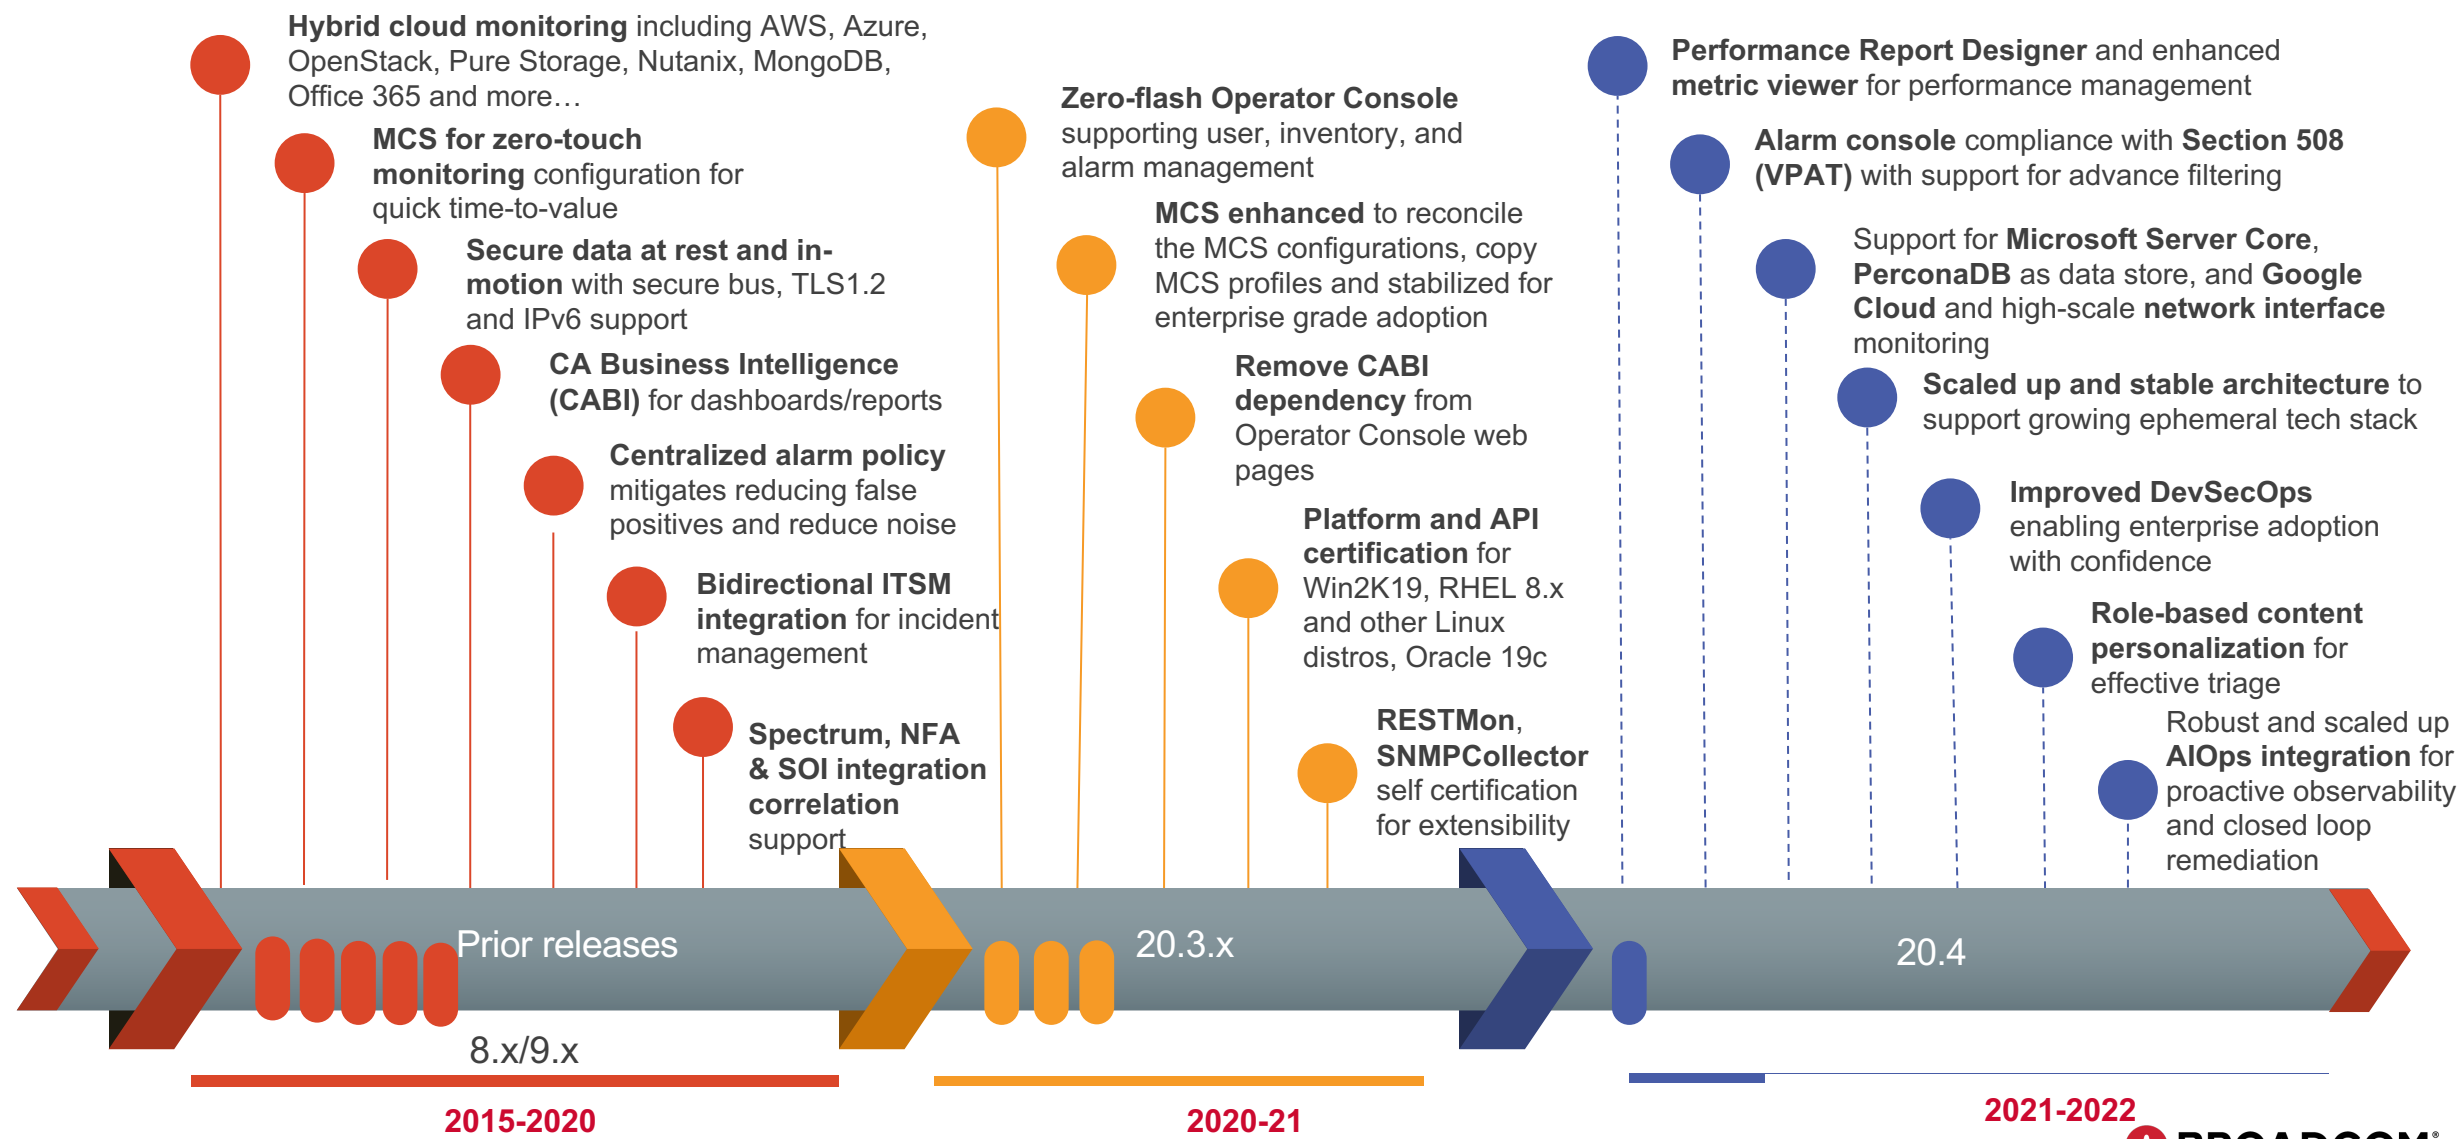 Hybrid cloud monitoring including AWS, Azure,
OpenStack, Pure Storage, Nutanix, MongoDB,
Office 365 and more…
MCS for zero-touch
monitoring configuration for
quick time-to-value
Secure data at rest and in-
motion with secure bus, TLS1.2
and IPv6 support
CA Business Intelligence
(CABI) for dashboards/reports
Centralized alarm policy
mitigates reducing false
positives and reduce noise
Bidirectional ITSM
integration for incident
management
Spectrum, NFA
& SOI integration
correlation
support
Zero-flash Operator Console
supporting user, inventory, and
alarm management
MCS enhanced to reconcile
the MCS configurations, copy
MCS profiles and stabilized for
enterprise grade adoption
Remove CABI
dependency from
Operator Console web
pages
Platform and API
certification for
Win2K19, RHEL 8.x
and other Linux
distros, Oracle 19c
RESTMon,
SNMPCollector
self certification
for extensibility
Performance Report Designer and enhanced
metric viewer for performance management
Alarm console compliance with Section 508
(VPAT) with support for advance filtering
Support for Microsoft Server Core,
PerconaDB as data store, and Google
Cloud and high-scale network interface
monitoring
Scaled up and stable architecture to
support growing ephemeral tech stack
Improved DevSecOps
enabling enterprise adoption
with confidence
Role-based content
personalization for
effective triage
Robust and scaled up
AIOps integration for
proactive observability
and closed loop
remediation
Prior releases
20.3.x
20.4
8.x/9.x
2015-2020
2020-21
2021-2022
BROADCOM®